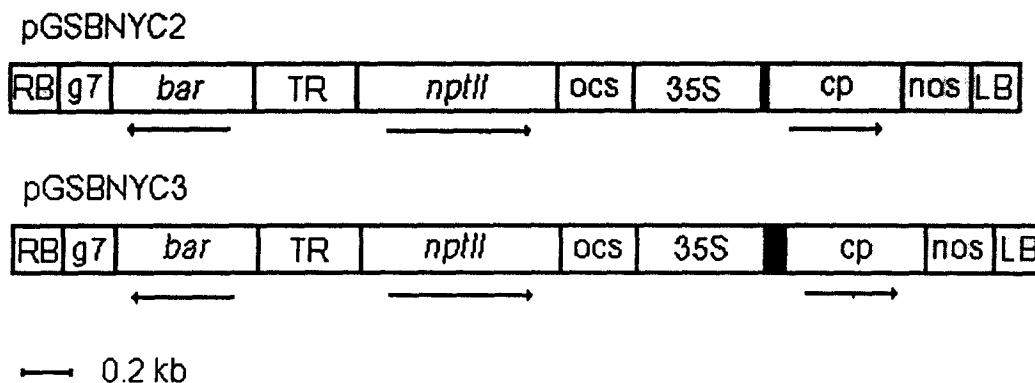 pGSBNYC2
RB g7 bar TR nptII ocs 35S cp nos LB
pGSBNYC3
RB g7 bar TR nptII ocs 35S cp nos LB
0.2 kb